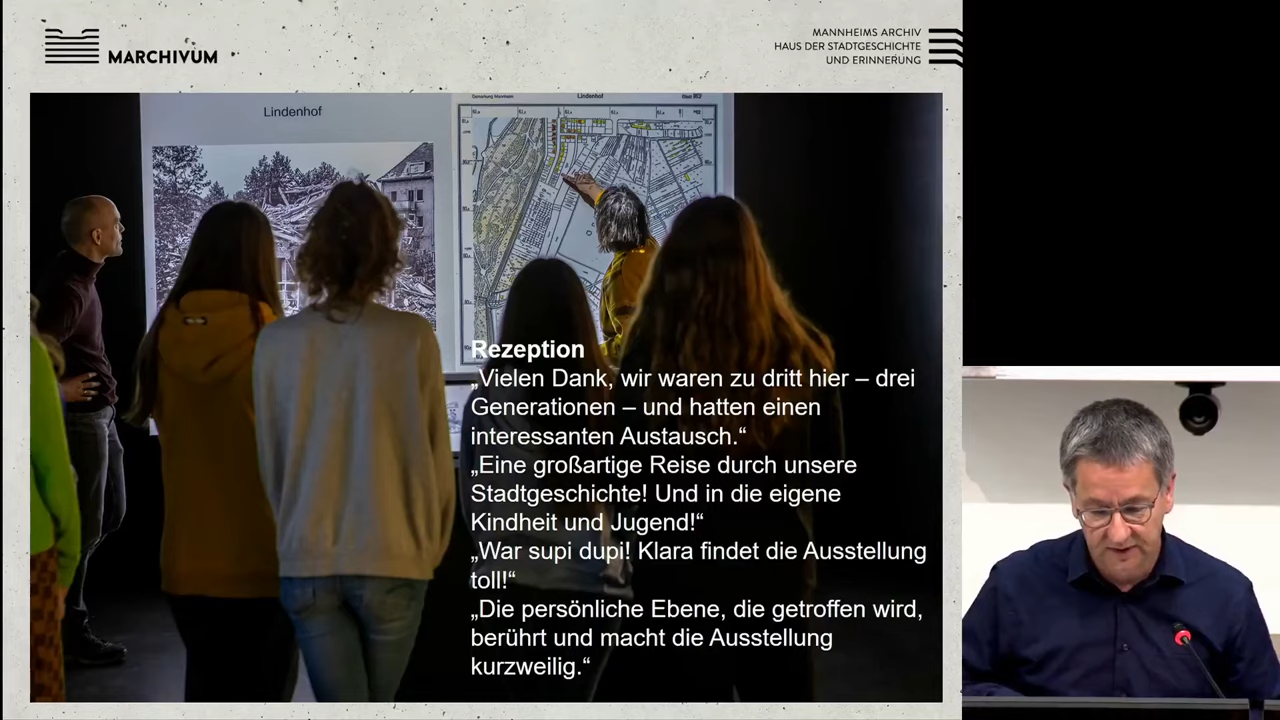 MARCHIVUM
MANNHEIMS ARCHIV
HAUS DER STADTGESCHICHTE
UND ERINNERUNG
Lindenhof
Gemarkung Mannheim
Lindenhof
Rezeption
„Vielen Dank, wir waren zu dritt hier – drei
Generationen – und hatten einen
interessanten Austausch.“
„Eine großartige Reise durch unsere
Stadtgeschichte! Und in die eigene
Kindheit und Jugend!“
„War supi dupi! Klara findet die Ausstellung
toll!“
„Die persönliche Ebene, die getroffen wird,
berührt und macht die Ausstellung
kurzweilig.“